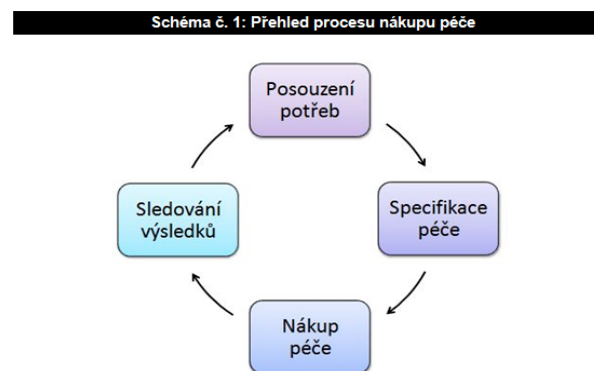 Schéma č. 1: Přehled procesu nákupu péče
Posouzení
potřeb
Specifikace
péče
Nákup
péče
Sledování
výsledků